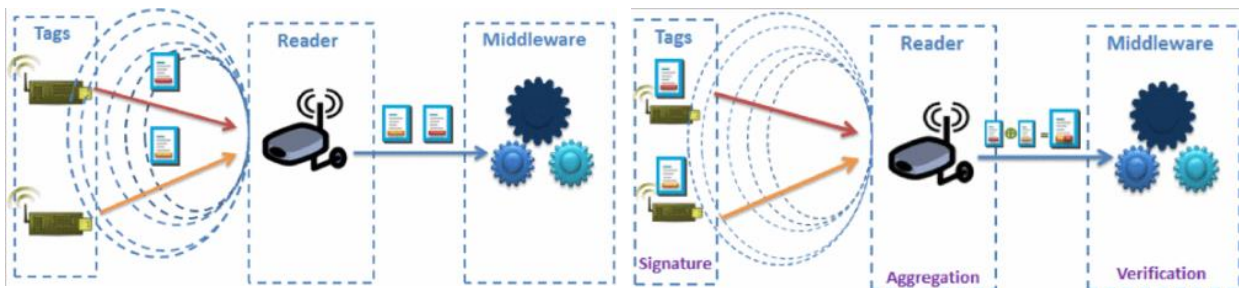 Tags
Reader
Middleware
Tags
Reader
Middleware
Signature
Aggregation
Verification